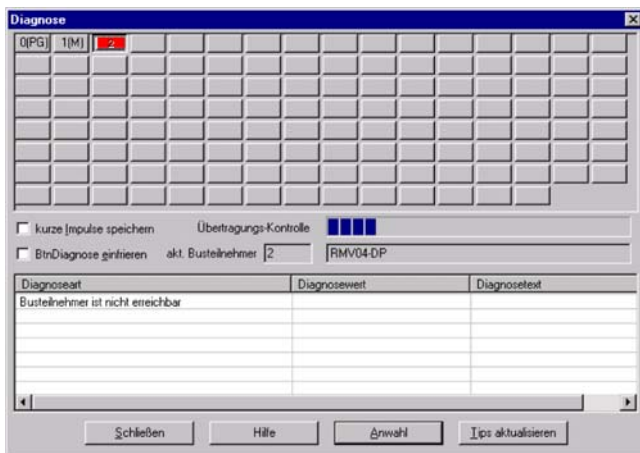 Diagnose
0(PG) 1(M) 2
kurze Impulse speichern Übertragungs-Kontrolle
BtnDiagnose einfrieren akt. Busteilnehmer 2 RMV04-DP
Diagnoseart Diagnosewert Diagnosetext
Busteilnehmer ist nicht erreichbar
Schließen Hilfe Anwahl Tips aktualisieren